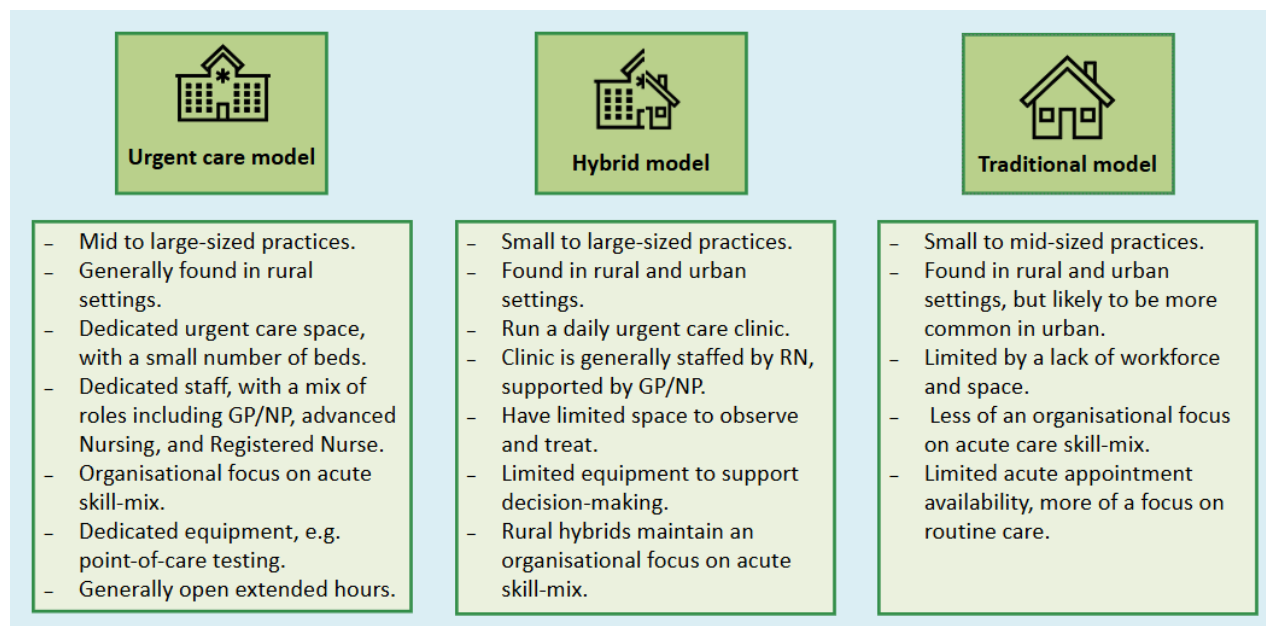 Urgent care model
– Mid to large-sized practices.
– Generally found in rural
settings.
– Dedicated urgent care space,
with a small number of beds.
– Dedicated staff, with a mix of
roles including GP/NP, advanced
Nursing, and Registered Nurse.
– Organisational focus on acute
skill-mix.
– Dedicated equipment, e.g.
point-of-care testing.
– Generally open extended hours.
Hybrid model
– Small to large-sized practices.
– Found in rural and urban
settings.
– Run a daily urgent care clinic.
– Clinic is generally staffed by RN,
supported by GP/NP.
– Have limited space to observe
and treat.
– Limited equipment to support
decision-making.
– Rural hybrids maintain an
organisational focus on acute
skill-mix.
Traditional model
– Small to mid-sized practices.
– Found in rural and urban
settings, but likely to be more
common in urban.
– Limited by a lack of workforce
and space.
– Less of an organisational focus
on acute care skill-mix.
– Limited acute appointment
availability, more of a focus on
routine care.